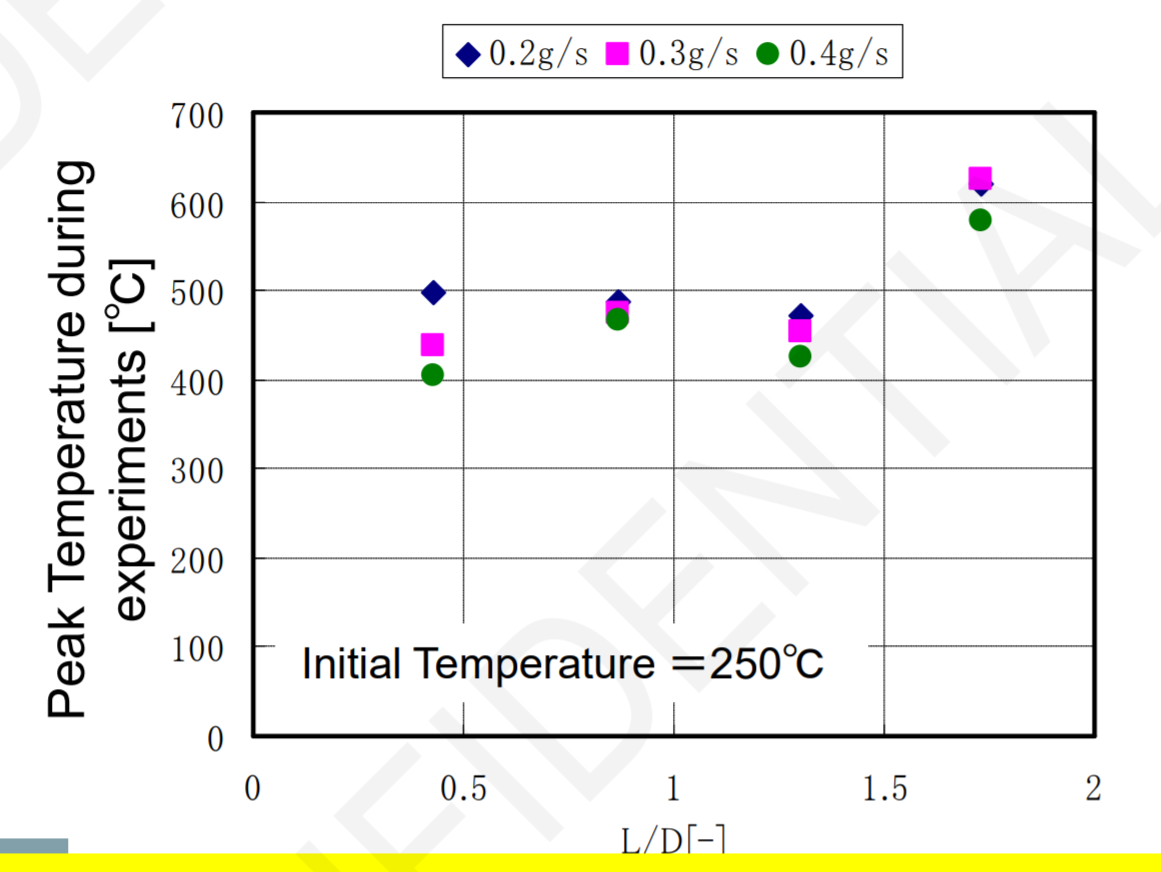 0.2g/s 0.3g/s 0.4g/s
700
600
500
400
300
200
100
0
Peak Temperature during
experiments [℃]
Initial Temperature =250℃
0 0.5 1 1.5 2
L/D[-]